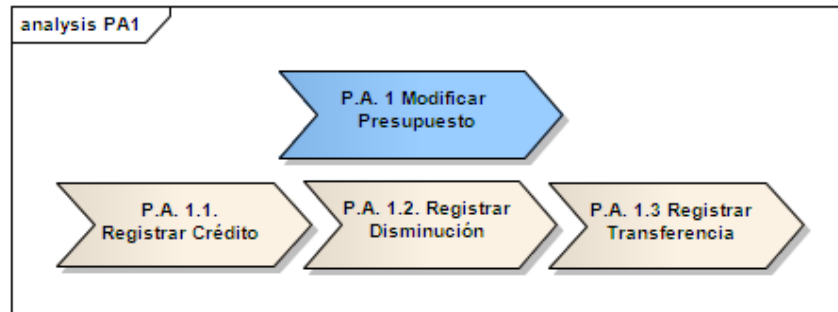 analysis PA1
P.A. 1 Modificar
Presupuesto
P.A. 1.1.
Registrar Crédito
P.A. 1.2. Registrar
Disminución
P.A. 1.3 Registrar
Transferencia